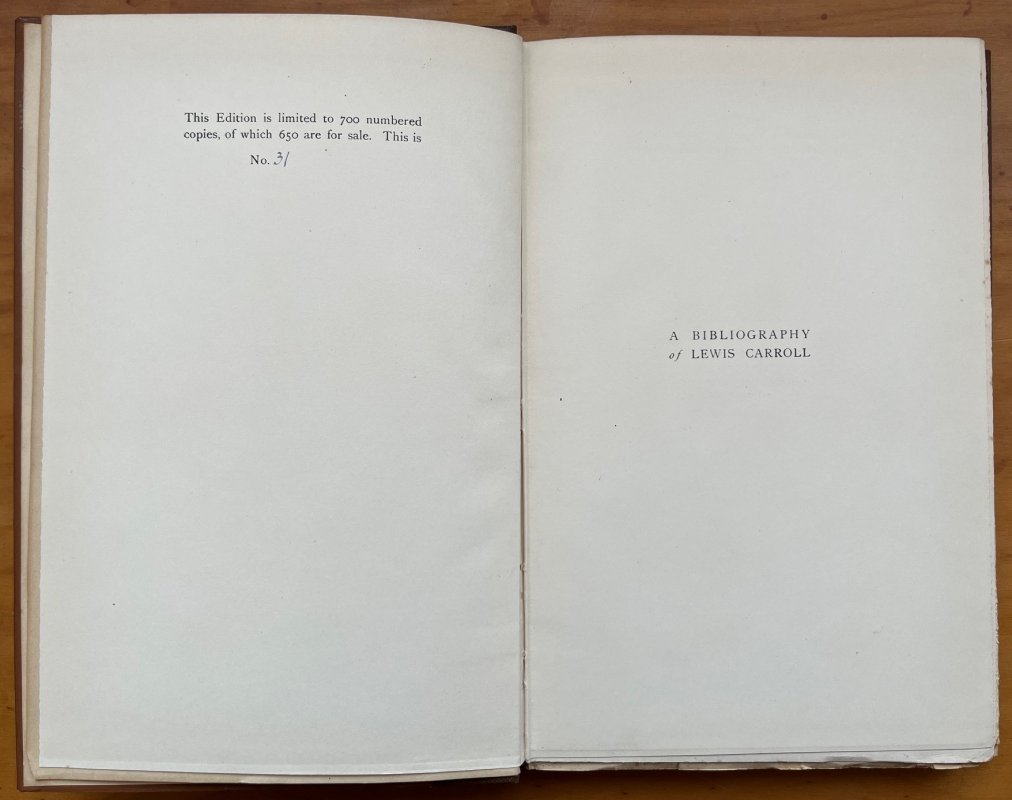 This Edition is limited to 700 numbered
copies, of which 650 are for sale. This is
No. 31
A BIBLIOGRAPHY
of LEWIS CARROLL